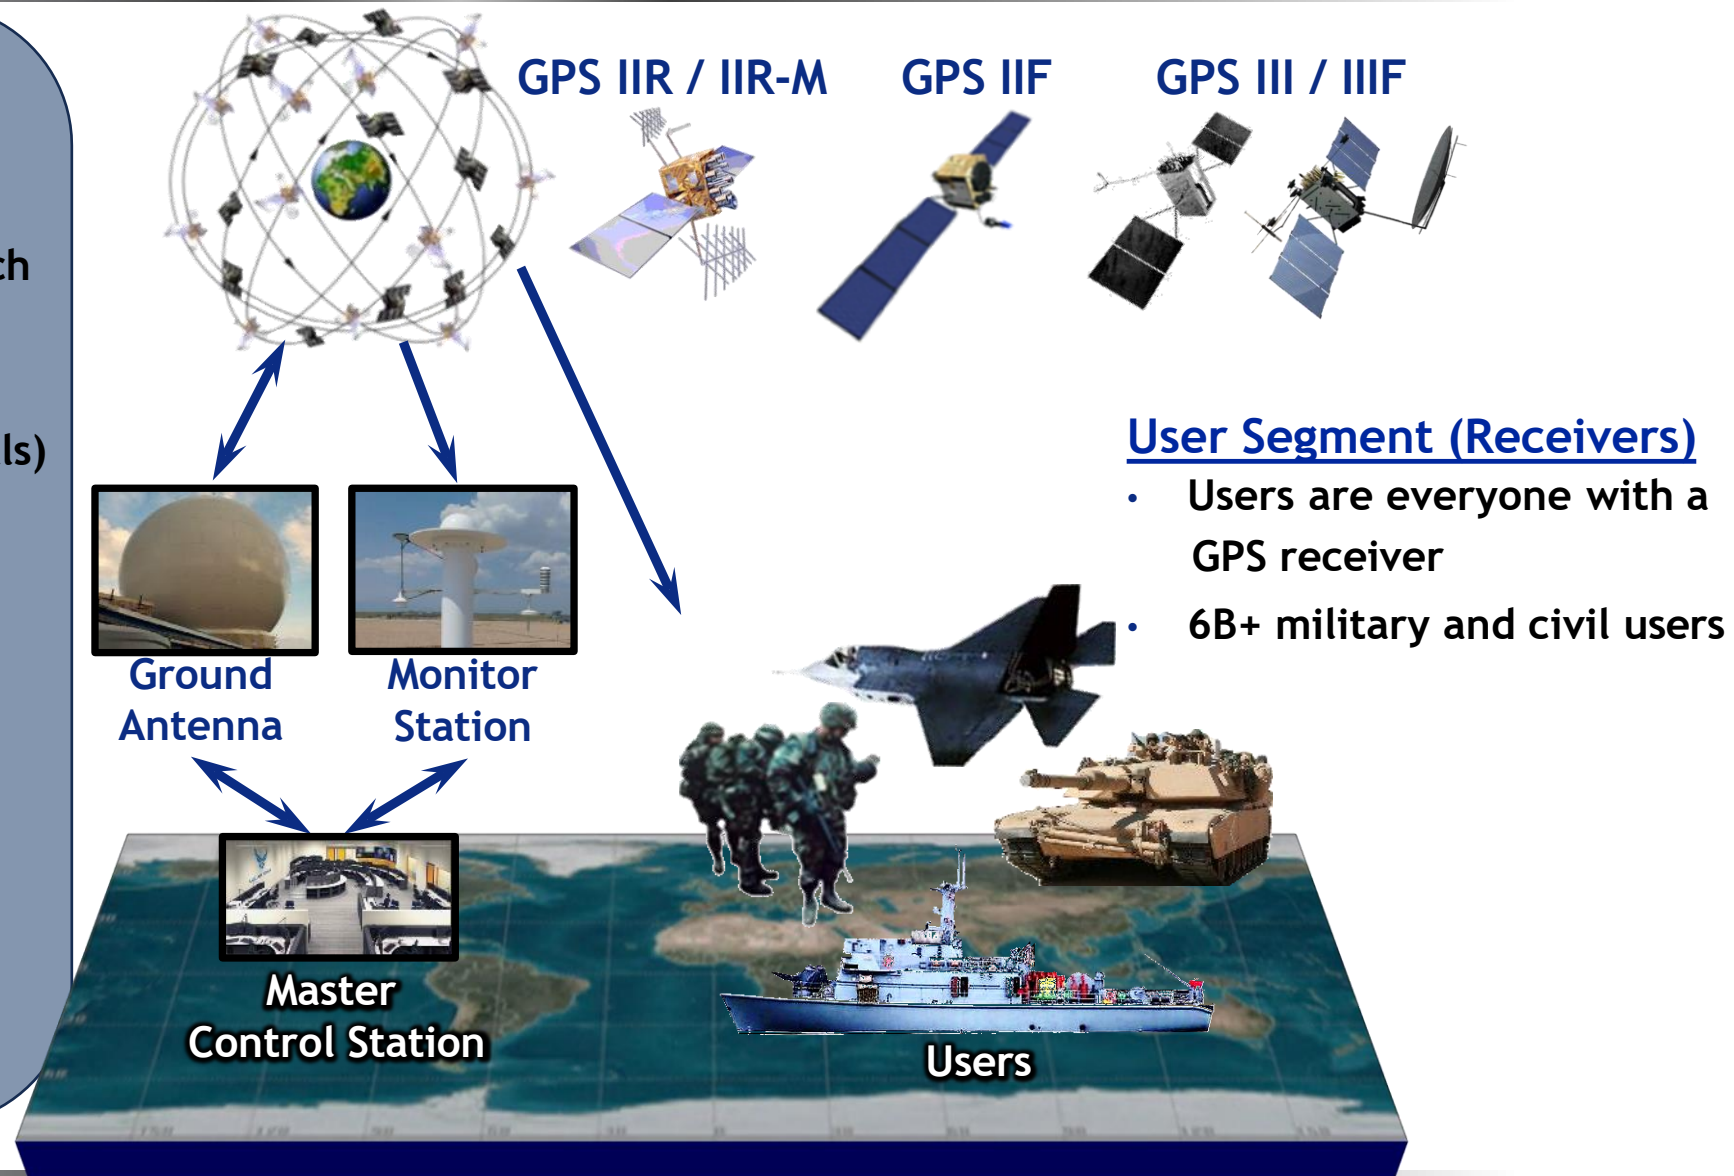 GPS IIR / IIR-M
GPS IIF
GPS III / IIIF
ch
ls)
User Segment (Receivers)
• Users are everyone with a
GPS receiver
• 6B+ military and civil users
Ground
Antenna
Monitor
Station
Master
Control Station
Users